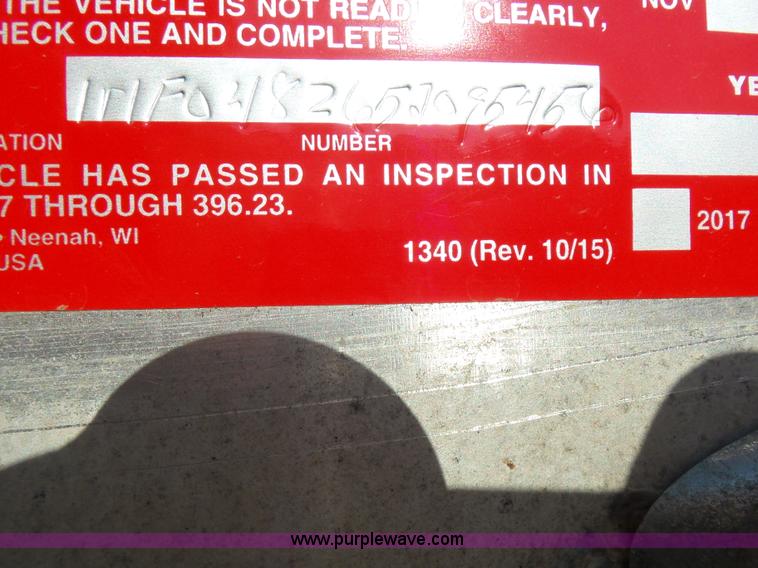 THE VEHICLE IS NOT READ CLEARLY,
HECK ONE AND COMPLETE.
NOV
YE
ATION NUMBER
CLE HAS PASSED AN INSPECTION IN
7 THROUGH 396.23.
• Neenah, WI
USA
1340 (Rev. 10/15)
2017
www.purplewave.com